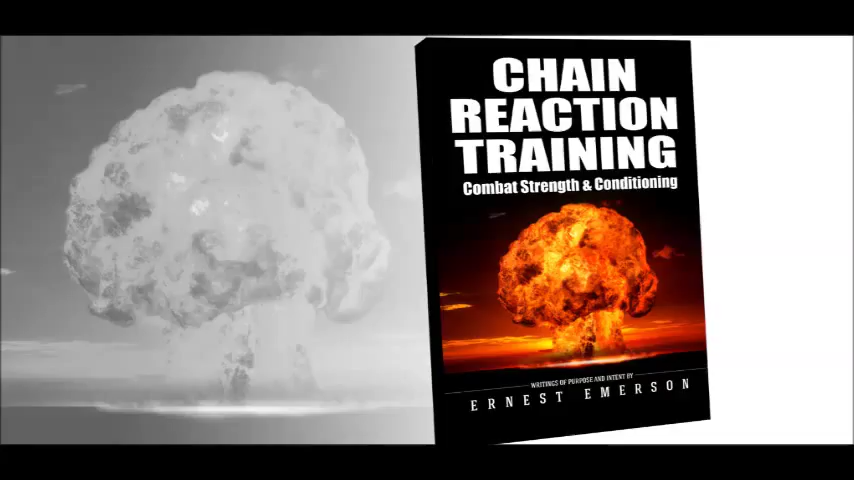 CHAIN
REACTION
TRAINING
Combat Strength & Conditioning
WRITINGS OF PURPOSE AND INTENT BY
ERNEST EMERSON